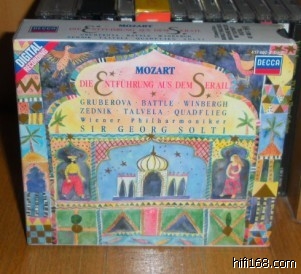 DIGITAL
MOZART
DECCA
DIE ENTFÜHRUNG AUS DEM SERAIL
GRUBEROVA · BATTLE · WINBERGH
ZEDNIK · TALVELA · QUADFLIEG
Wiener Philharmoniker
SIR GEORG SOLTI
hifi168.com